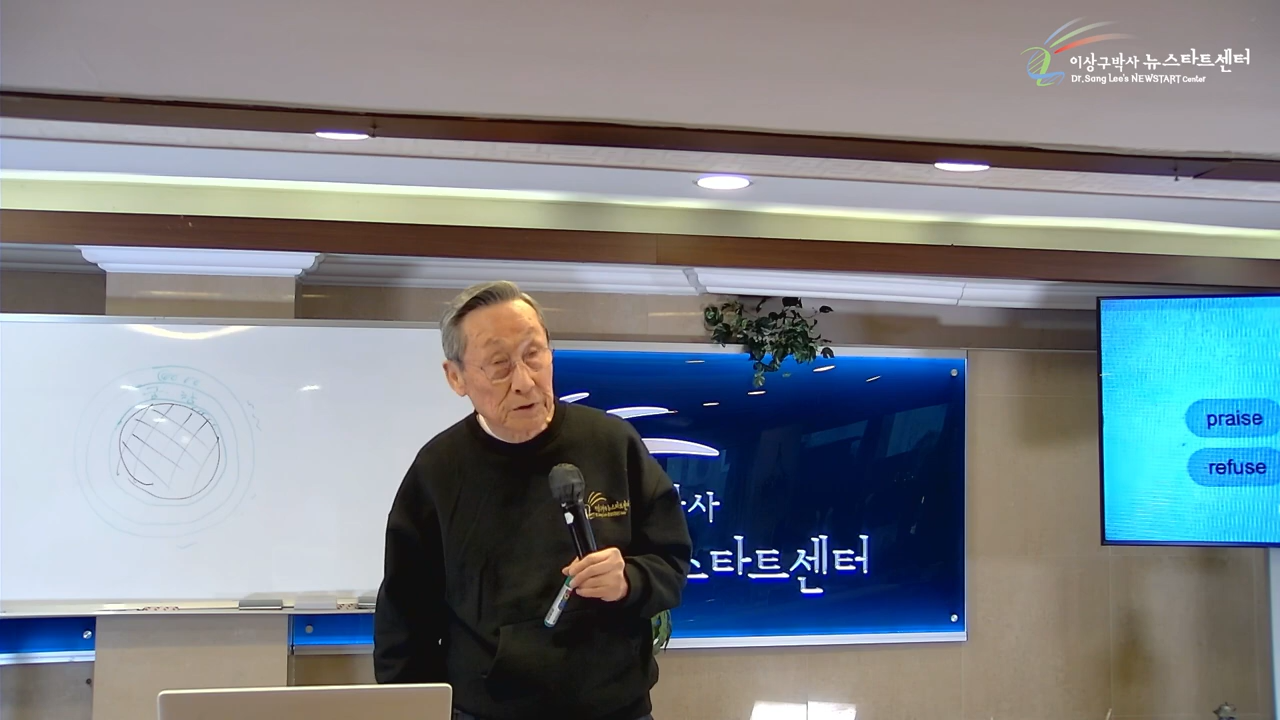 이상구박사 뉴스타트센터
Dr. Sang Lee's NEWSTART Center
praise
refuse
박사
스타트센터